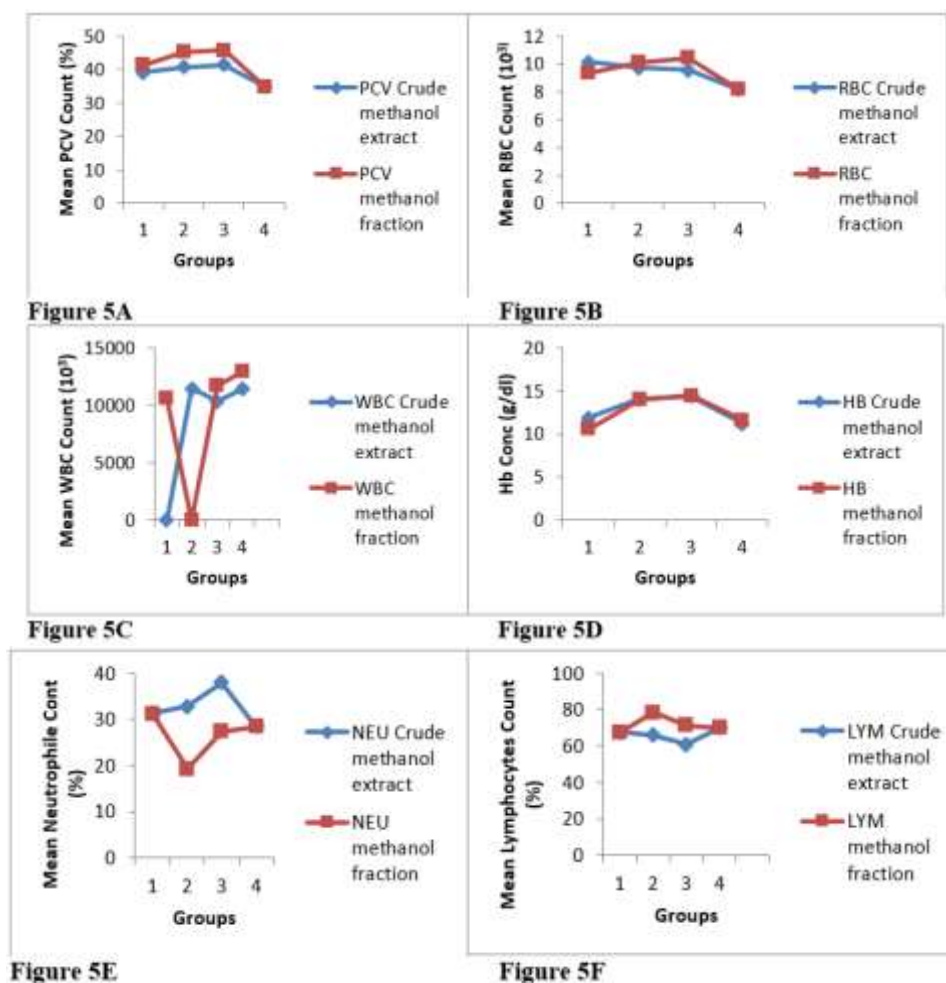 Mean PCV Count (%)
50
40
30
20
10
0
1 2 3 4
Groups
PCV Crude
methanol
extract
PCV
methanol
fraction
Figure 5A
Mean RBC Count (10³)
12
10
8
6
4
2
0
1 2 3 4
Groups
RBC Crude
methanol
extract
RBC
methanol
fraction
Figure 5B
Mean WBC Count (10³)
15000
10000
5000
0
1 2 3 4
Groups
WBC Crude
methanol
extract
WBC
methanol
fraction
Figure 5C
Hb Conc (g/dl)
20
15
10
5
0
1 2 3 4
Groups
HB Crude
methanol
extract
HB
methanol
fraction
Figure 5D
Mean Neutrophile Cont
(%)
40
30
20
10
0
1 2 3 4
Groups
NEU Crude
methanol
extract
NEU
methanol
fraction
Figure 5E
Mean Lymphocytes Count
(%)
100
80
60
40
20
0
1 2 3 4
Groups
LYM Crude
methanol
extract
LYM
methanol
fraction
Figure 5F